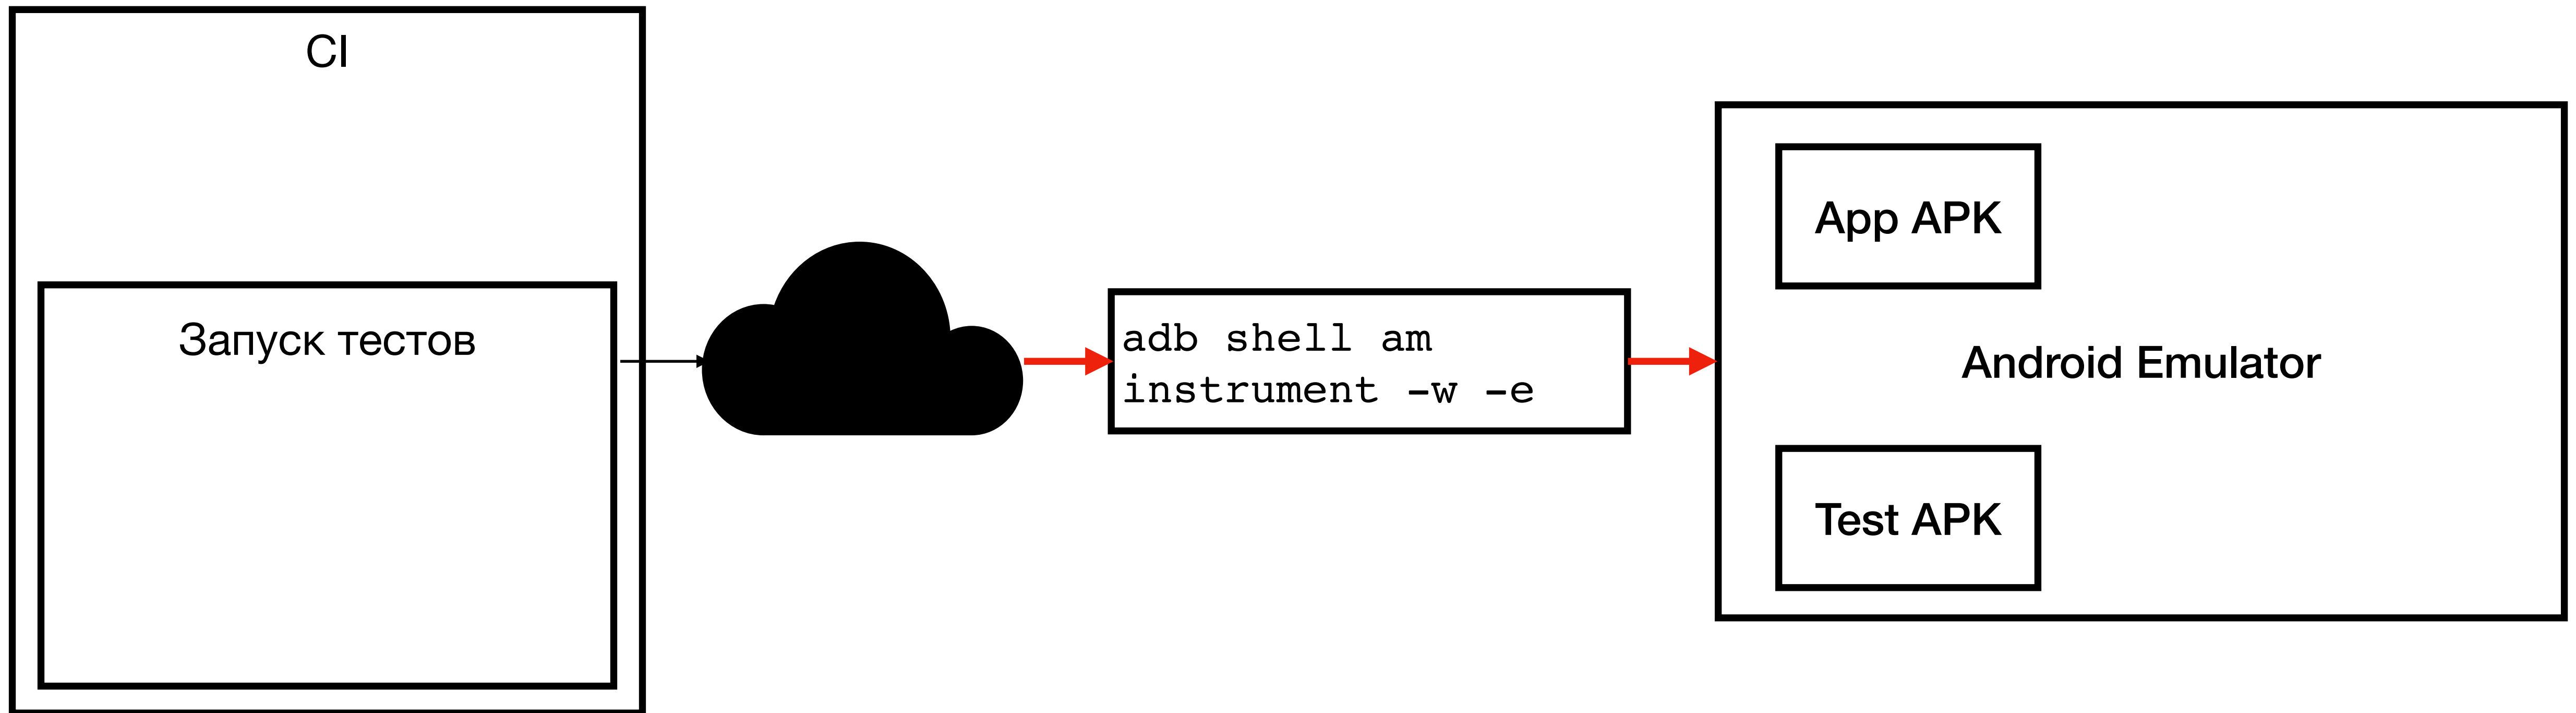 CI
Запуск тестов
adb shell am
instrument -w -e
App APK
Android Emulator
Test APK